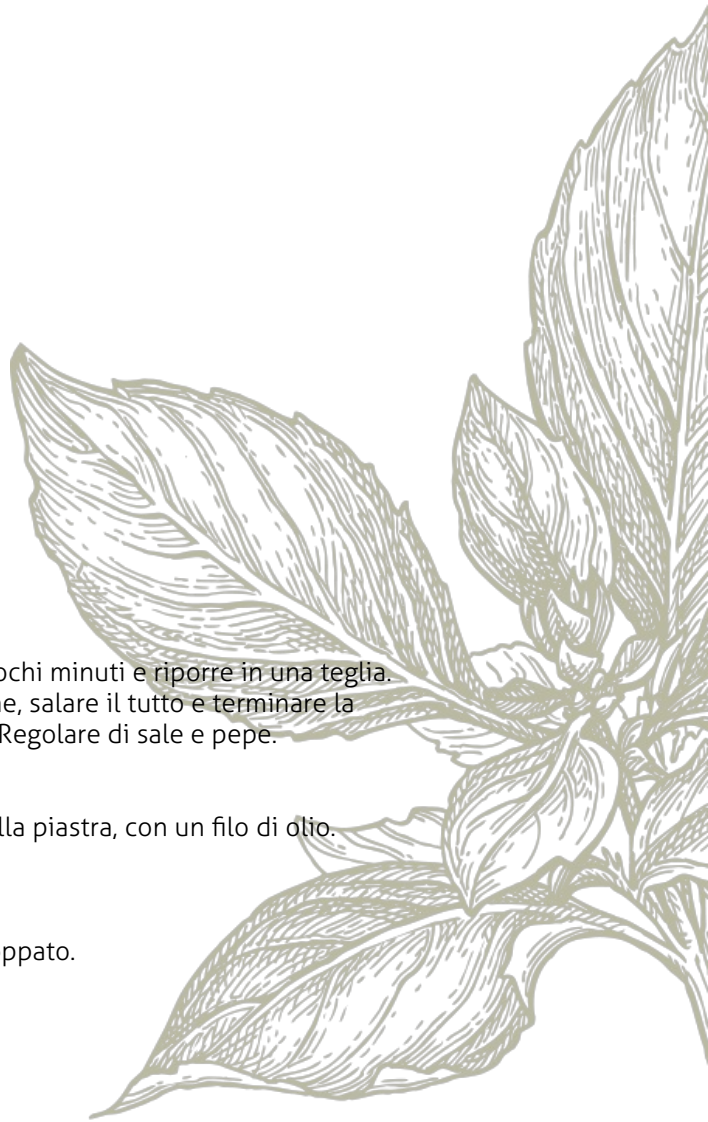 ochi minuti e riporre in una teglia.
ne, salare il tutto e terminare la
Regolare di sale e pepe.
lla piastra, con un filo di olio.
ppato.